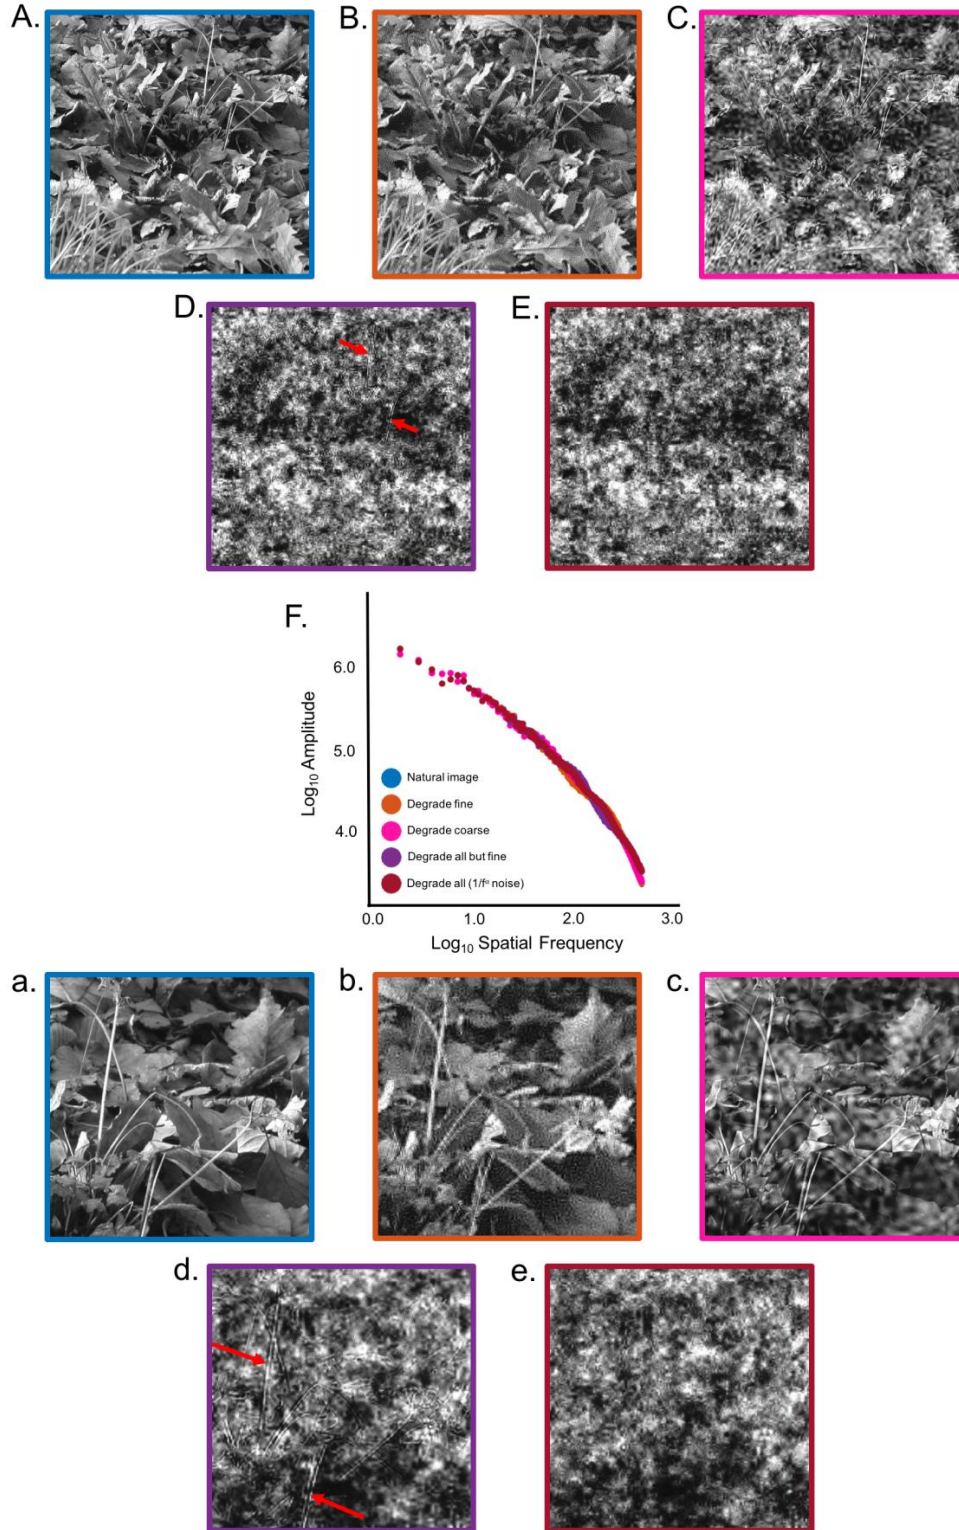 A.
B.
C.
D.
E.
F.
6.0
5.0
4.0
Log₁₀ Amplitude
Natural image
Degrade fine
Degrade coarse
Degrade all but fine
Degrade all (1/fᵅ noise)
0.0 1.0 2.0 3.0
Log₁₀ Spatial Frequency
a.
b.
c.
d.
e.